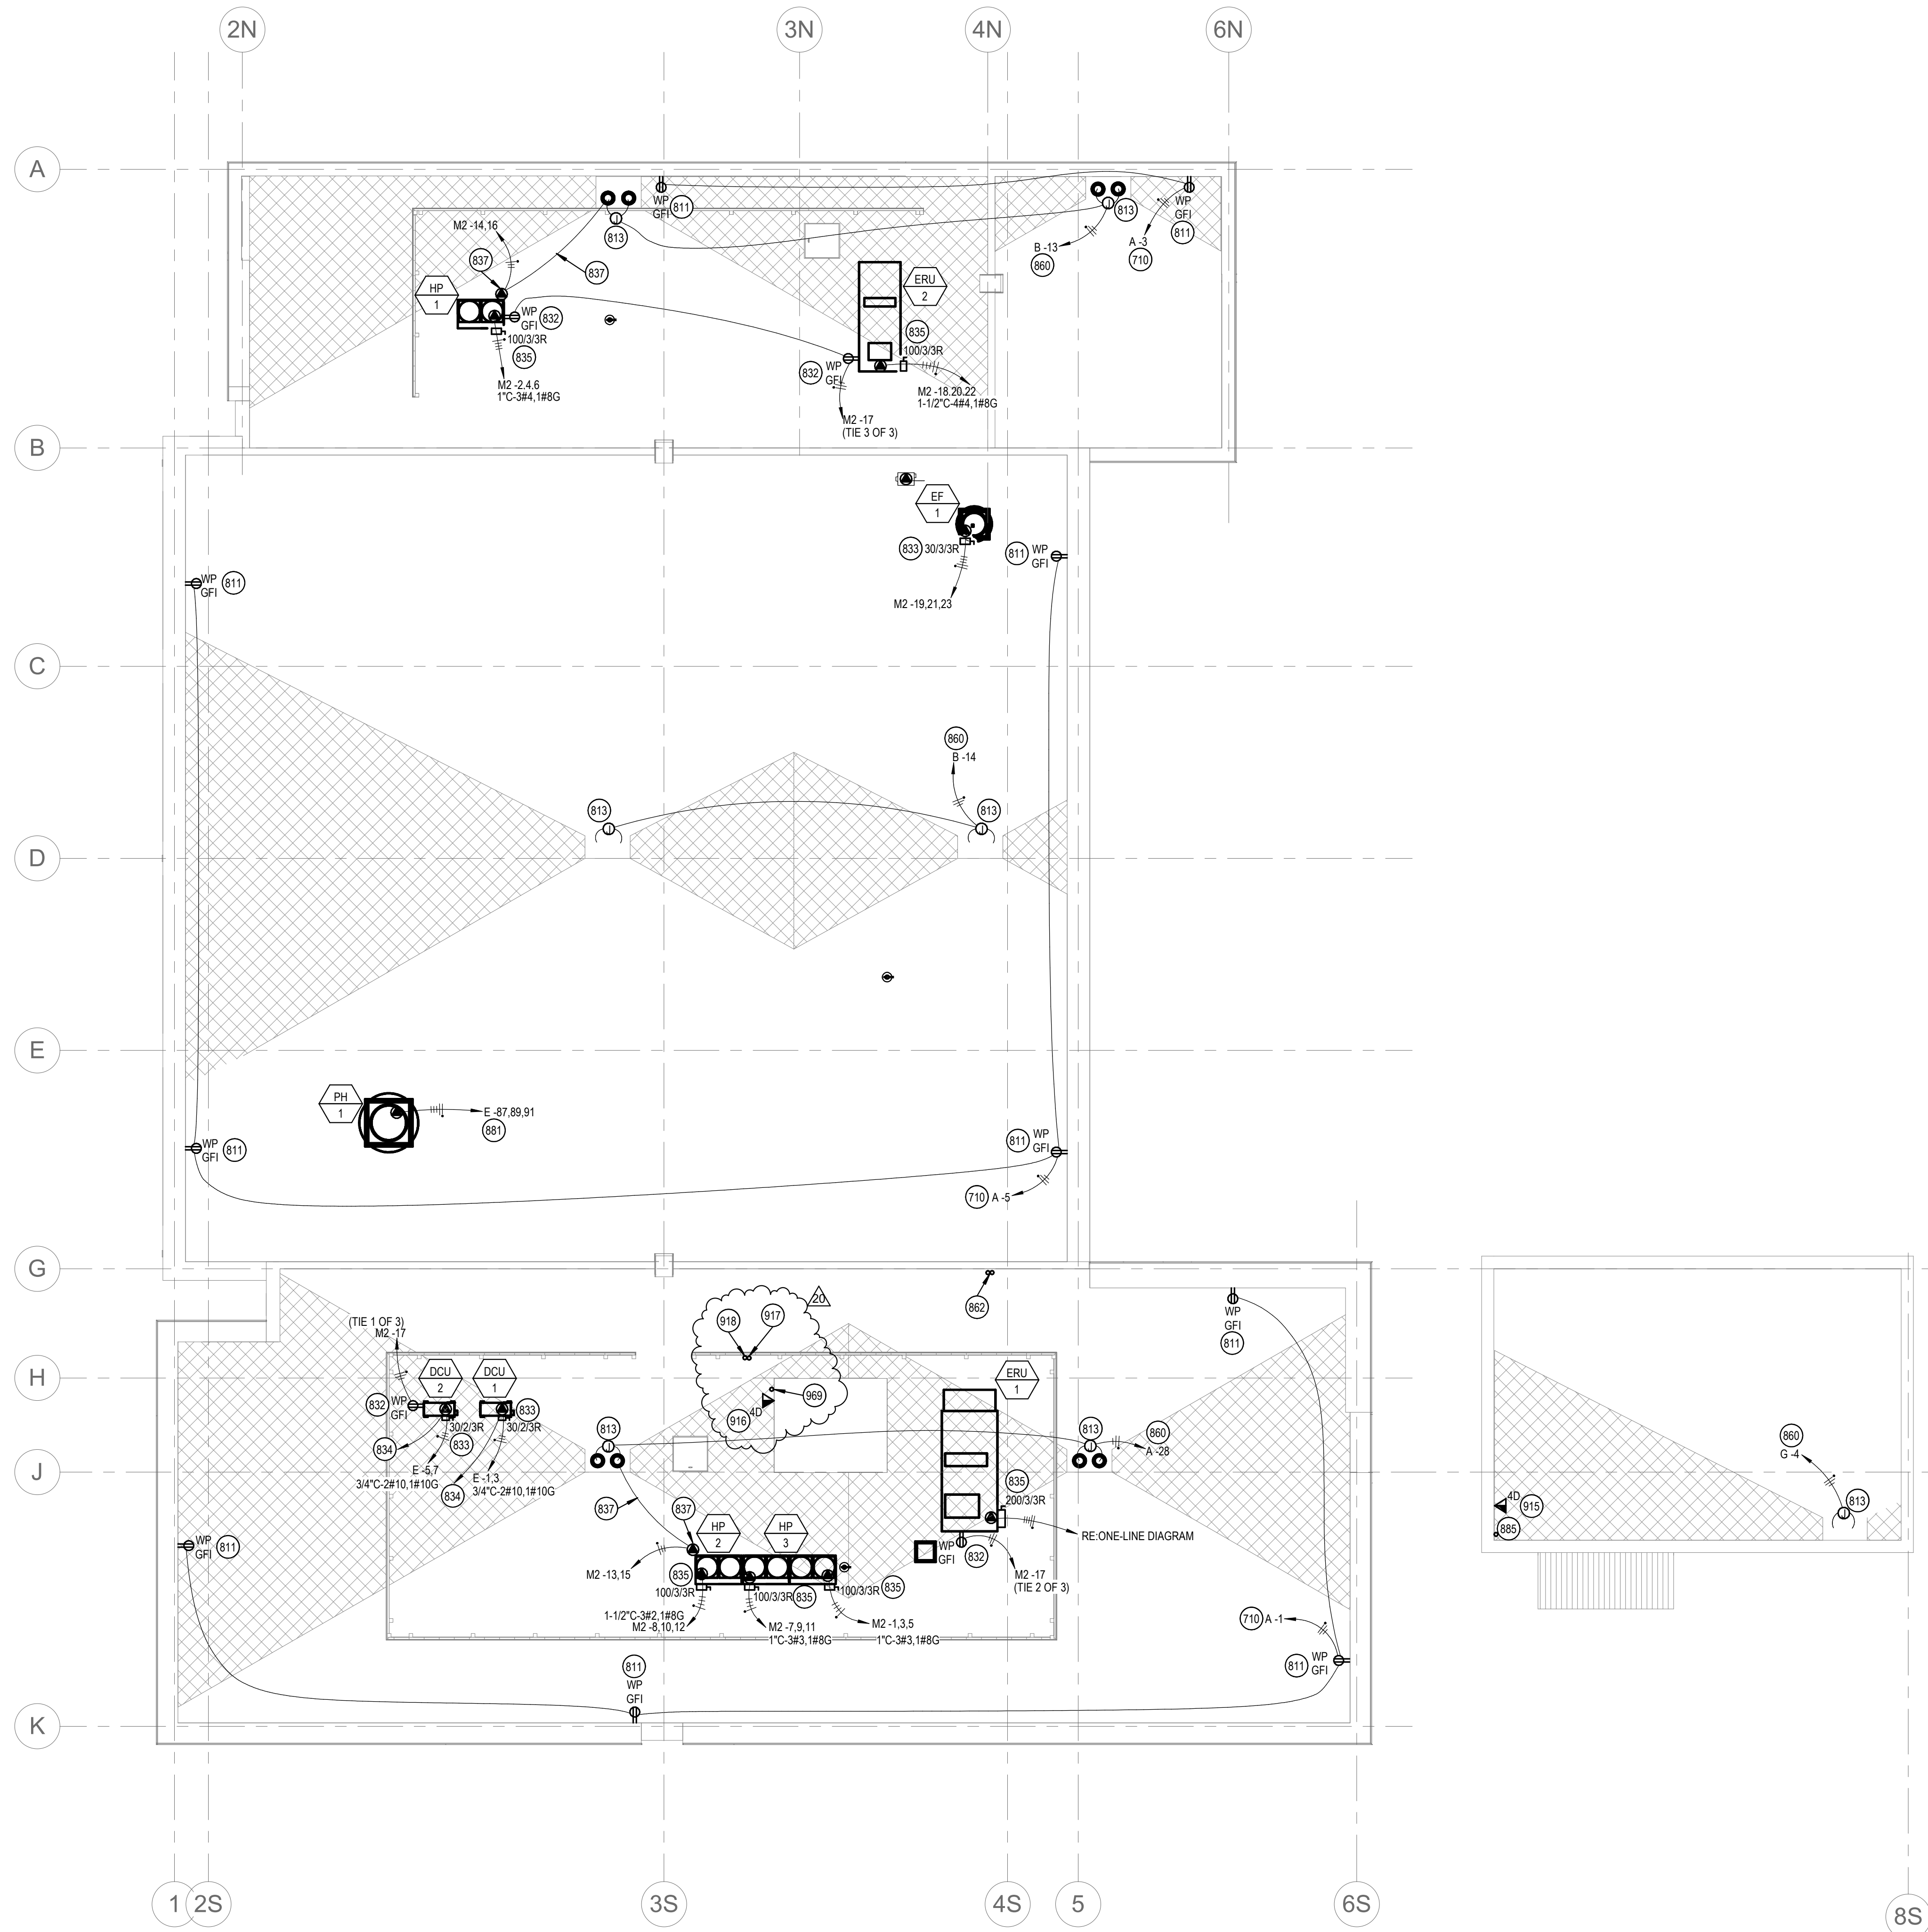 2N
3N
4N
6N
A
WP
GFI
811
813
813
WP
GFI
811
M2 -14,16
837
837
B -13
860
A -3
710
HP
1
ERU
2
WP
GFI
832
100/3/3R
835
835
100/3/3R
832
WP
GFI
M2 -2.4.6
1"C-3#4,1#8G
M2 -18.20.22
1-1/2"C-4#4,1#8G
M2 -17
(TIE 3 OF 3)
B
EF
1
833
30/3/3R
811
WP
GFI
WP
GFI
811
M2 -19,21,23
C
860
B -14
813
813
D
E
PH
1
E -87,89,91
881
WP
GFI
811
811
WP
GFI
710
A -5
G
862
20
918
917
WP
GFI
811
(TIE 1 OF 3)
M2 -17
H
DCU
2
DCU
1
ERU
1
969
4D
916
832
WP
GFI
833
30/2/3R
30/2/3R
833
834
813
813
860
A -28
860
G -4
J
E -5,7
3/4"C-2#10,1#10G
E -1,3
3/4"C-2#10,1#10G
834
835
200/3/3R
4D
915
813
885
837
837
HP
2
HP
3
RE:ONE-LINE DIAGRAM
WP
GFI
811
WP
GFI
832
M2 -13,15
835
100/3/3R
100/3/3R
835
100/3/3R
835
M2 -17
(TIE 2 OF 3)
1-1/2"C-3#2,1#8G
M2 -8,10,12
M2 -7,9,11
1"C-3#3,1#8G
M2 -1,3,5
1"C-3#3,1#8G
710
A -1
811
WP
GFI
811
WP
GFI
K
1
2S
3S
4S
5
6S
8S